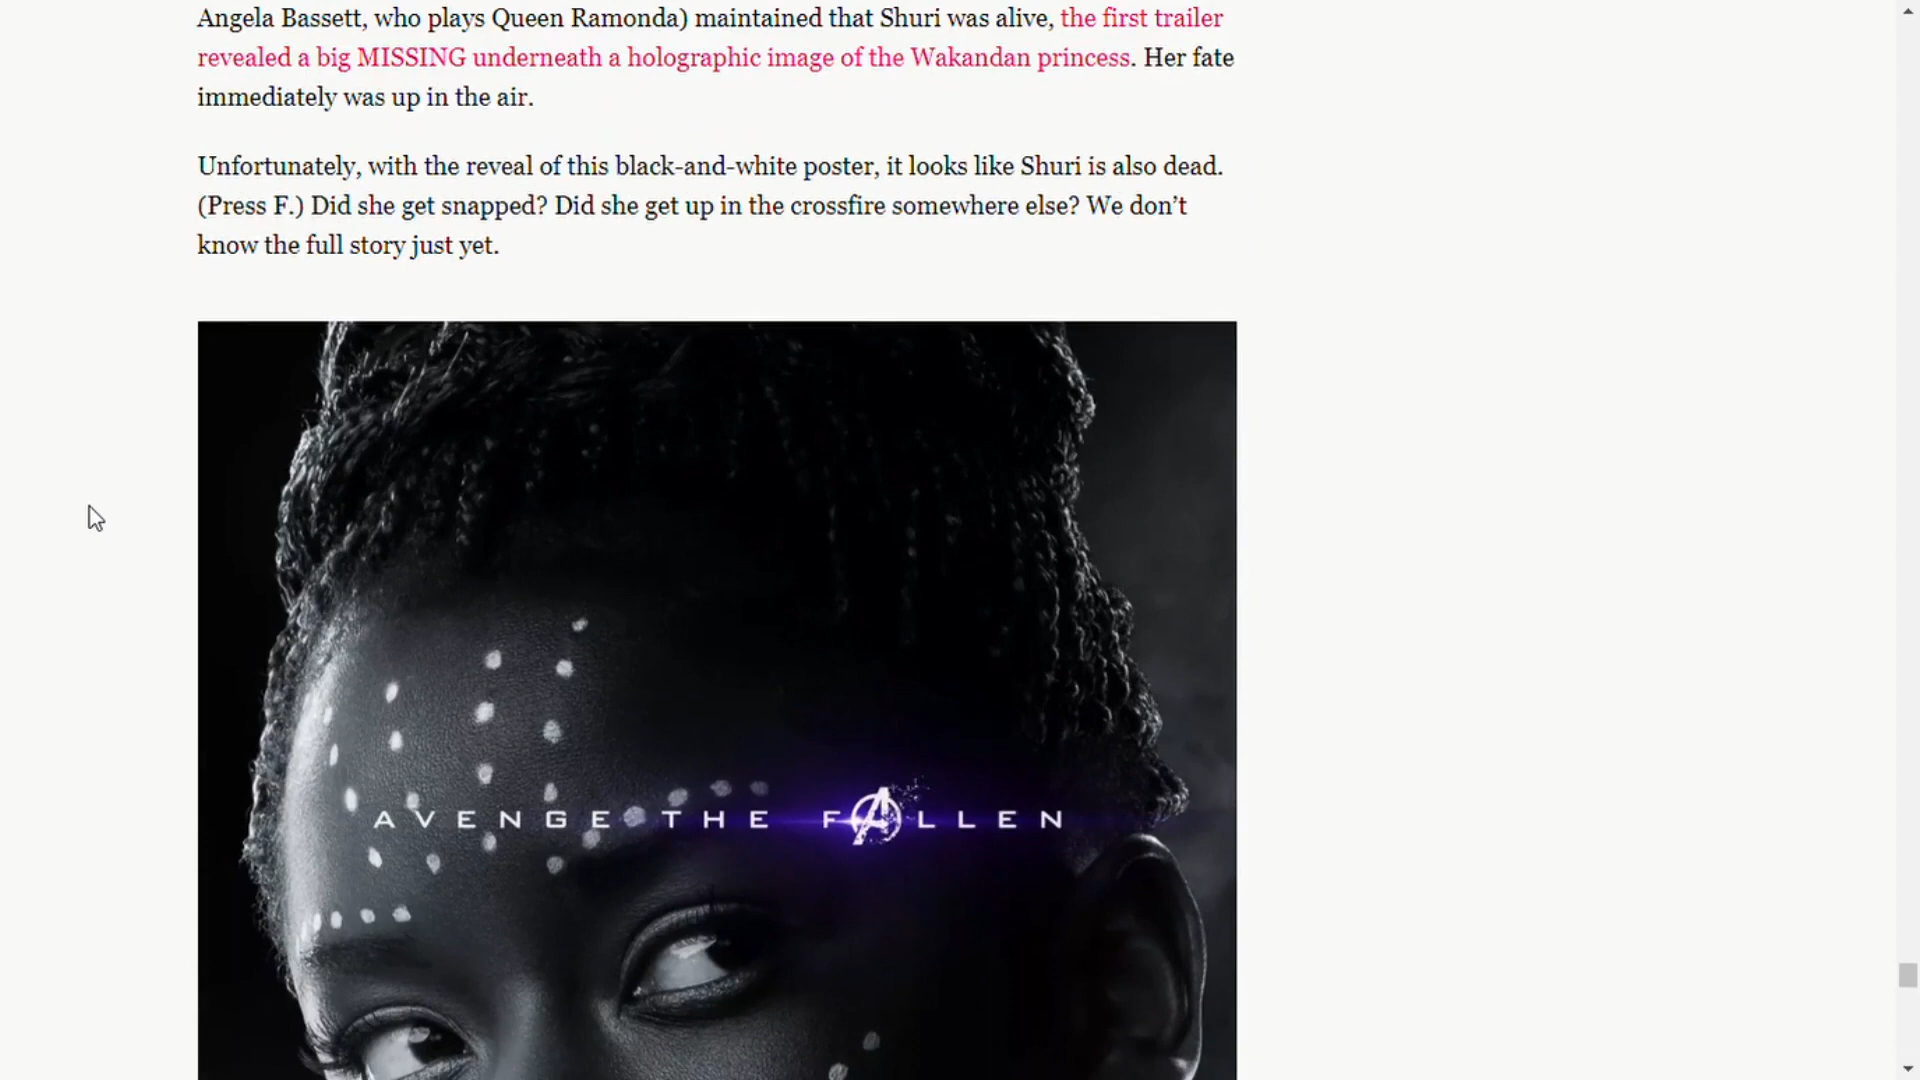 Angela Bassett, who plays Queen Ramonda) maintained that Shuri was alive, the first trailer
revealed a big MISSING underneath a holographic image of the Wakandan princess. Her fate
immediately was up in the air.
Unfortunately, with the reveal of this black-and-white poster, it looks like Shuri is also dead.
(Press F.) Did she get snapped? Did she get up in the crossfire somewhere else? We don’t
know the full story just yet.
AVENGE THE FALLEN